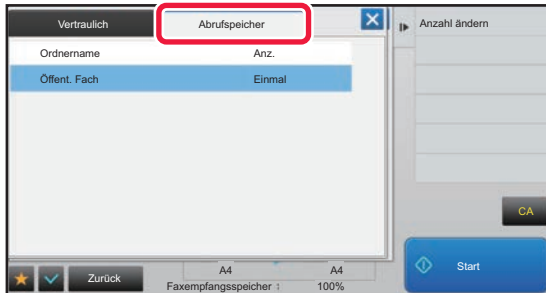 Vertraulich
Abrufspeicher
Anzahl ändern
Ordnername Anz.
Öffent. Fach Einmal
CA
Start
Zurück
A4 A4
Faxempfangsspeicher : 100%